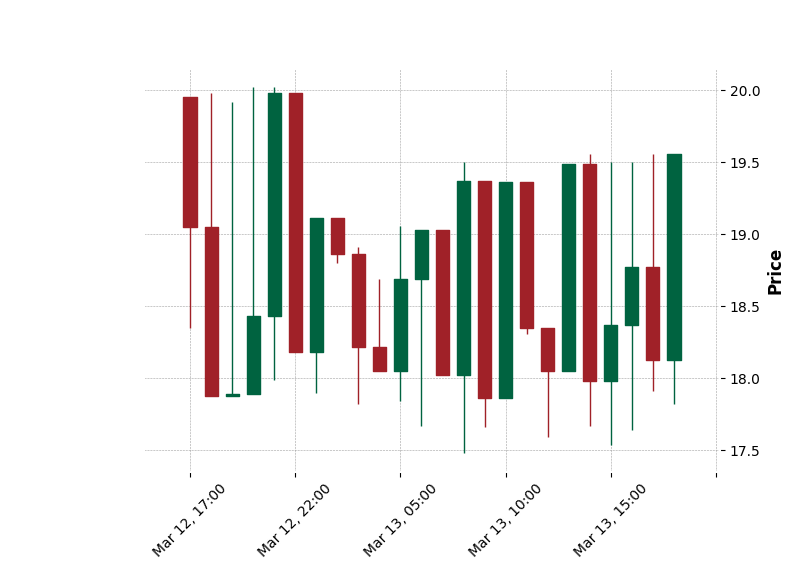 20.0
19.5
19.0
18.5
18.0
17.5
Price
Mar 12, 17:00
Mar 12, 22:00
Mar 13, 05:00
Mar 13, 10:00
Mar 13, 15:00